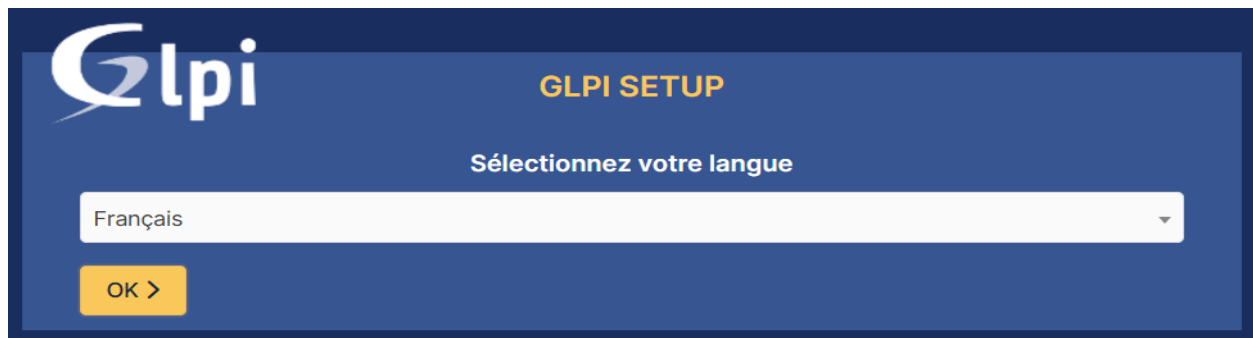 Glpi
GLPI SETUP
Sélectionnez votre langue
Français
OK >